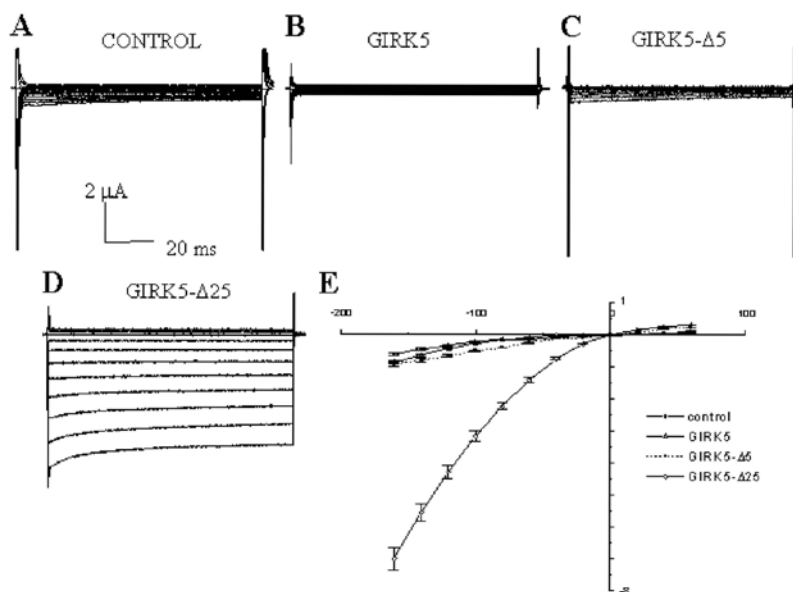 A
CONTROL
B
GIRK5
C
GIRK5-Δ5
2 μA
20 ms
D
GIRK5-Δ25
E
-200
-100
0
100
1
control
GIRK5
GIRK5-Δ5
GIRK5-Δ25